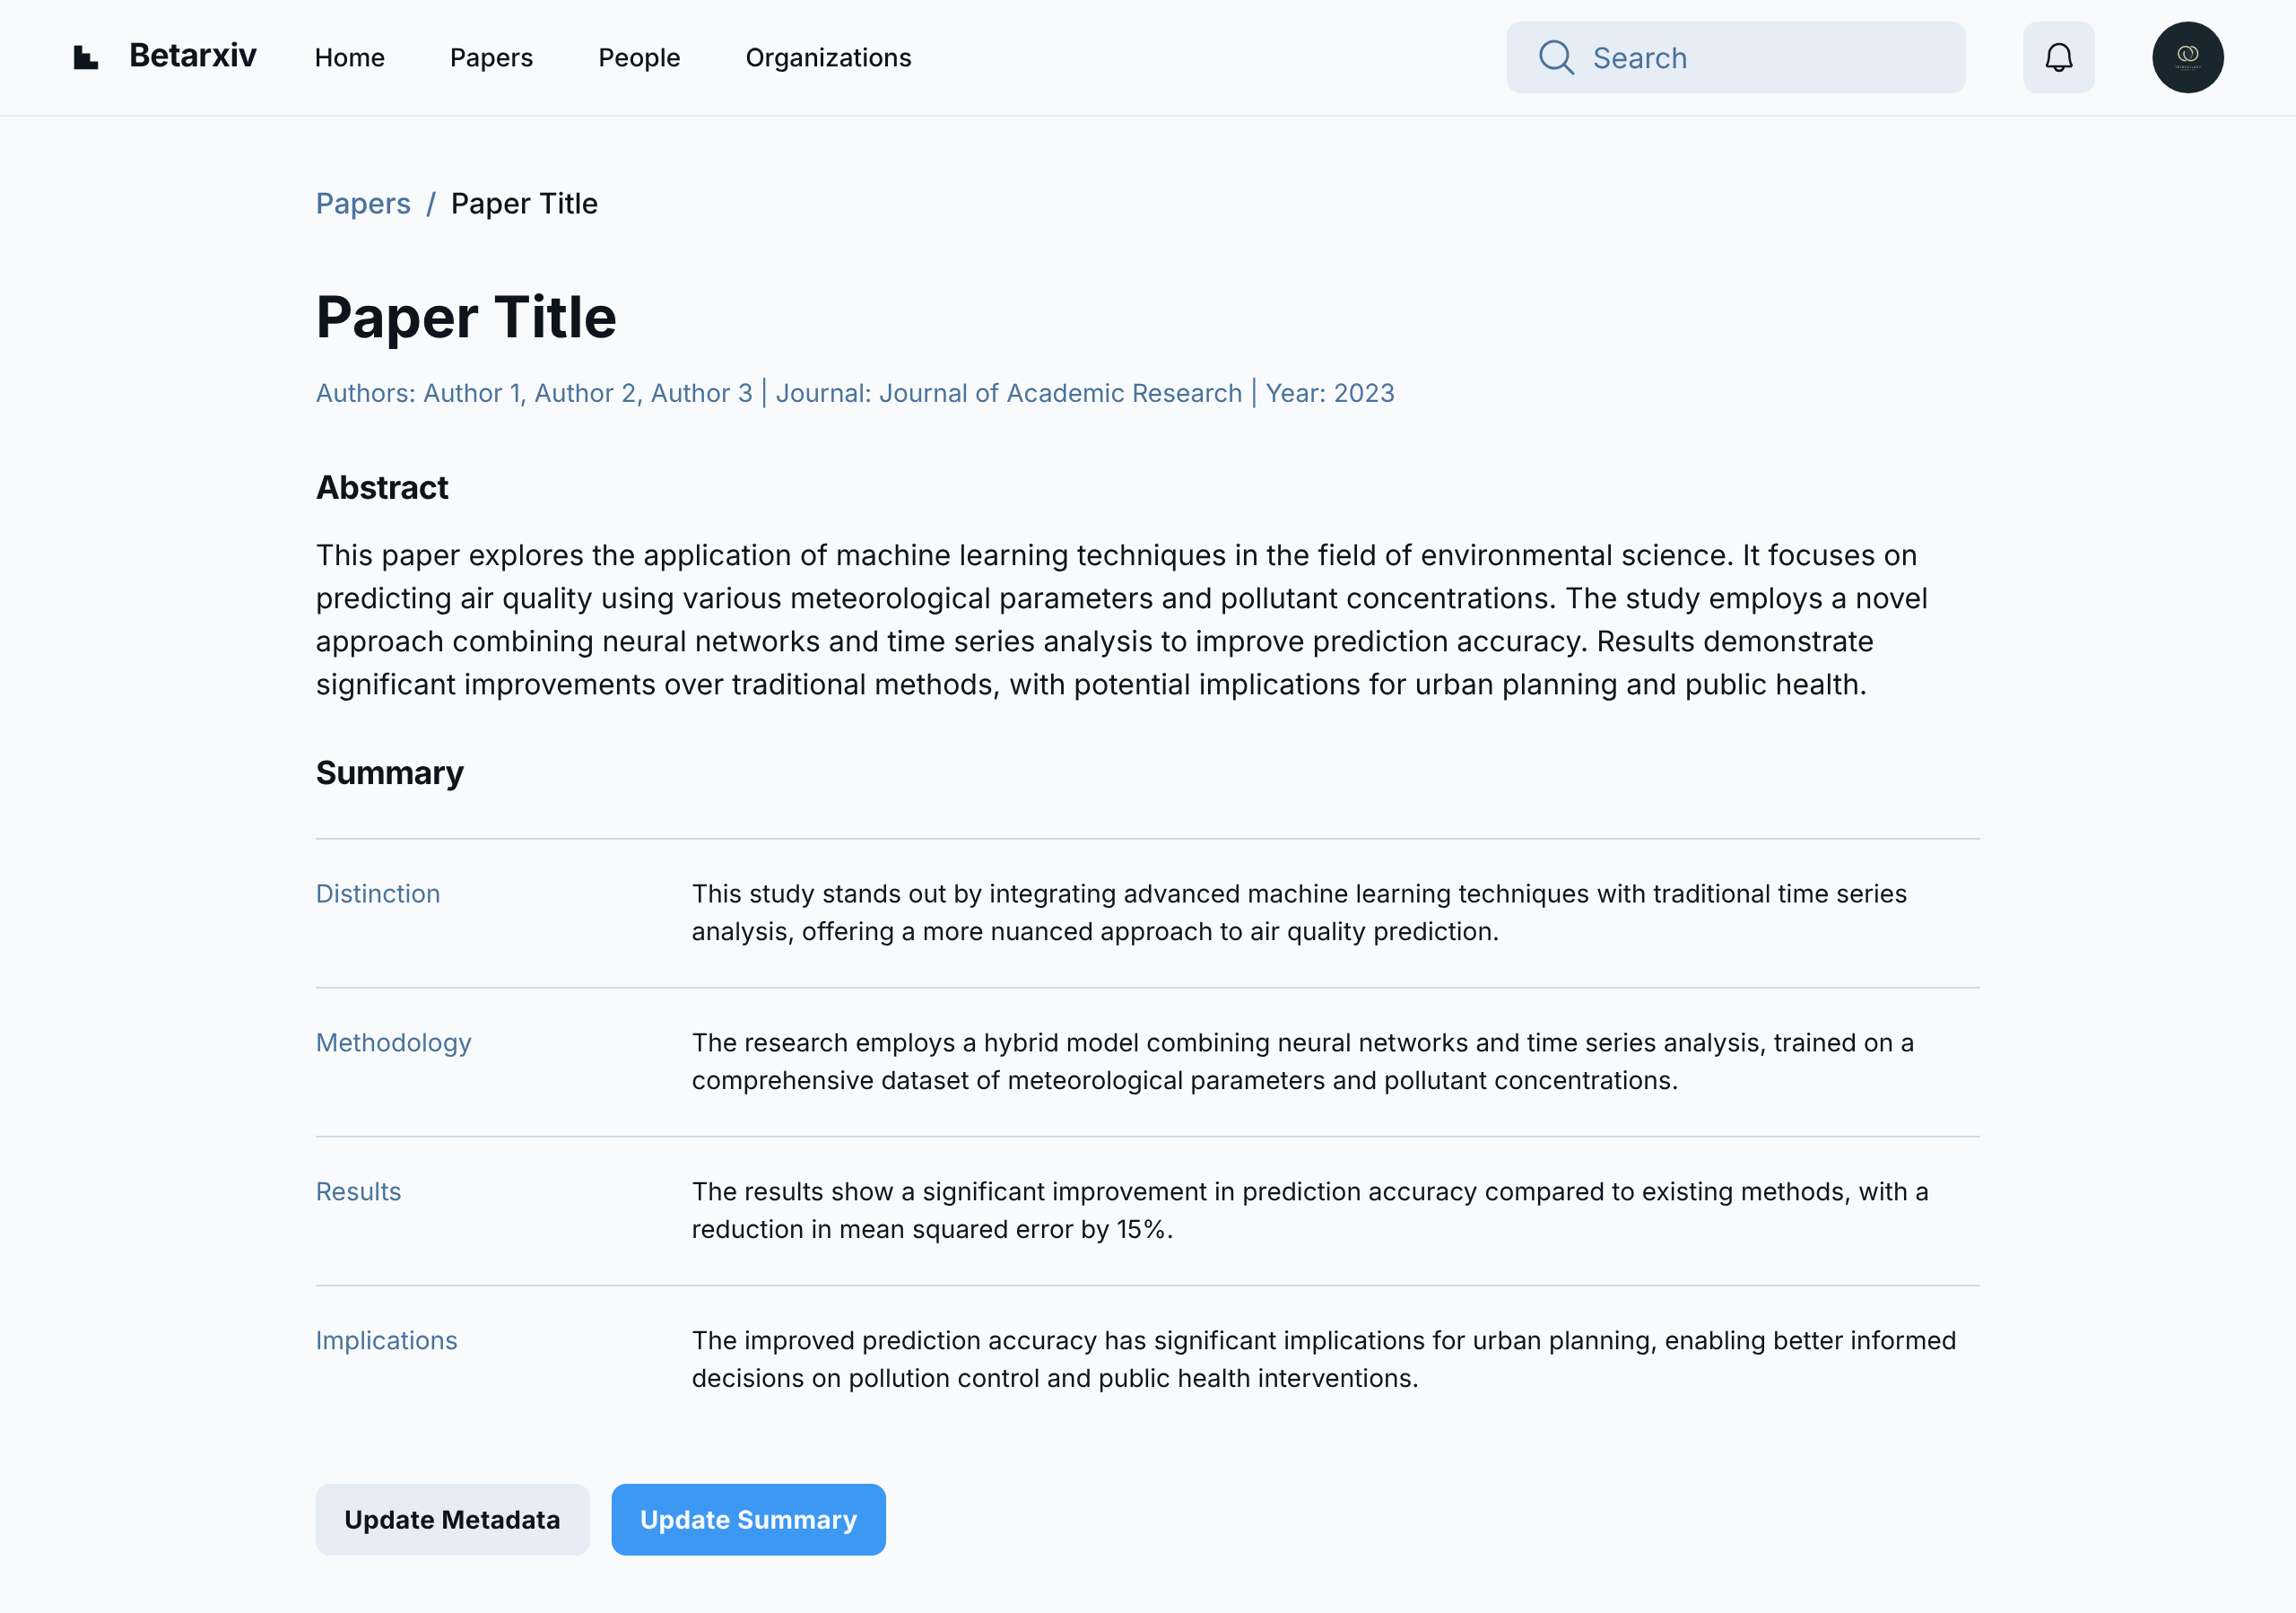 Betarxiv
Home
Papers
People
Organizations
Search
Papers / Paper Title
Paper Title
Authors: Author 1, Author 2, Author 3 | Journal: Journal of Academic Research | Year: 2023
Abstract
This paper explores the application of machine learning techniques in the field of environmental science. It focuses on
predicting air quality using various meteorological parameters and pollutant concentrations. The study employs a novel
approach combining neural networks and time series analysis to improve prediction accuracy. Results demonstrate
significant improvements over traditional methods, with potential implications for urban planning and public health.
Summary
Distinction
This study stands out by integrating advanced machine learning techniques with traditional time series
analysis, offering a more nuanced approach to air quality prediction.
Methodology
The research employs a hybrid model combining neural networks and time series analysis, trained on a
comprehensive dataset of meteorological parameters and pollutant concentrations.
Results
The results show a significant improvement in prediction accuracy compared to existing methods, with a
reduction in mean squared error by 15%.
Implications
The improved prediction accuracy has significant implications for urban planning, enabling better informed
decisions on pollution control and public health interventions.
Update Metadata
Update Summary